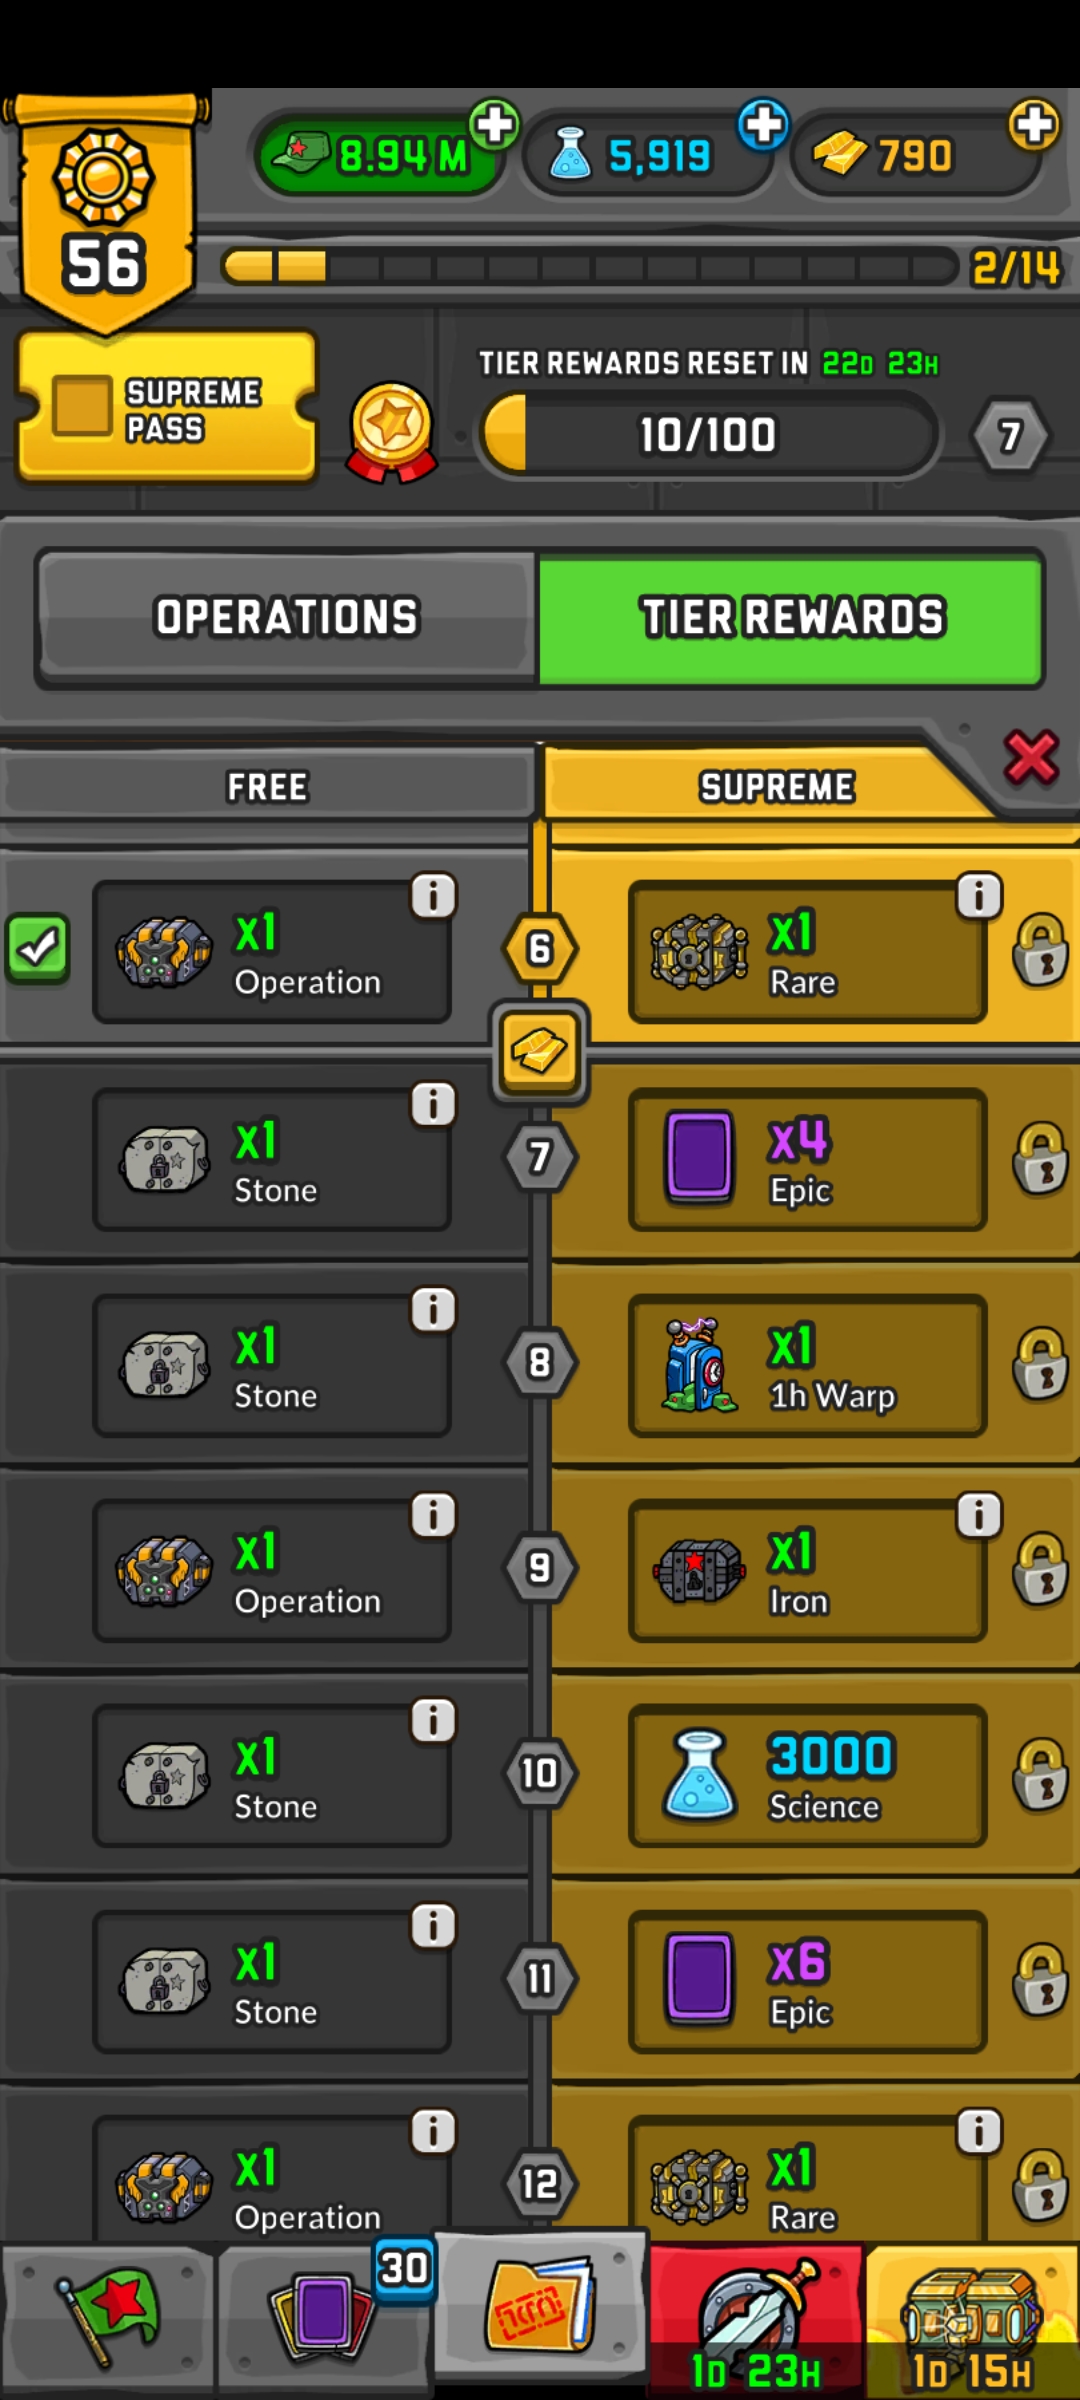 8.94 M
5,919
790
56
2/14
SUPREME
PASS
TIER REWARDS RESET IN 22D 23H
10/100
7
OPERATIONS
TIER REWARDS
FREE
SUPREME
X1
Operation
6
X1
Rare
X1
Stone
7
X4
Epic
X1
Stone
8
X1
1h Warp
X1
Operation
9
X1
Iron
X1
Stone
10
3000
Science
X1
Stone
11
X6
Epic
X1
Operation
12
X1
Rare
30
1D 23H
1D 15H